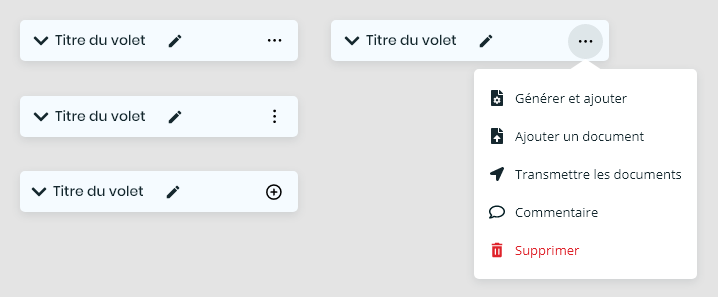 Titre du volet
Titre du volet
Titre du volet
Titre du volet
Générer et ajouter
Ajouter un document
Transmettre les documents
Commentaire
Supprimer